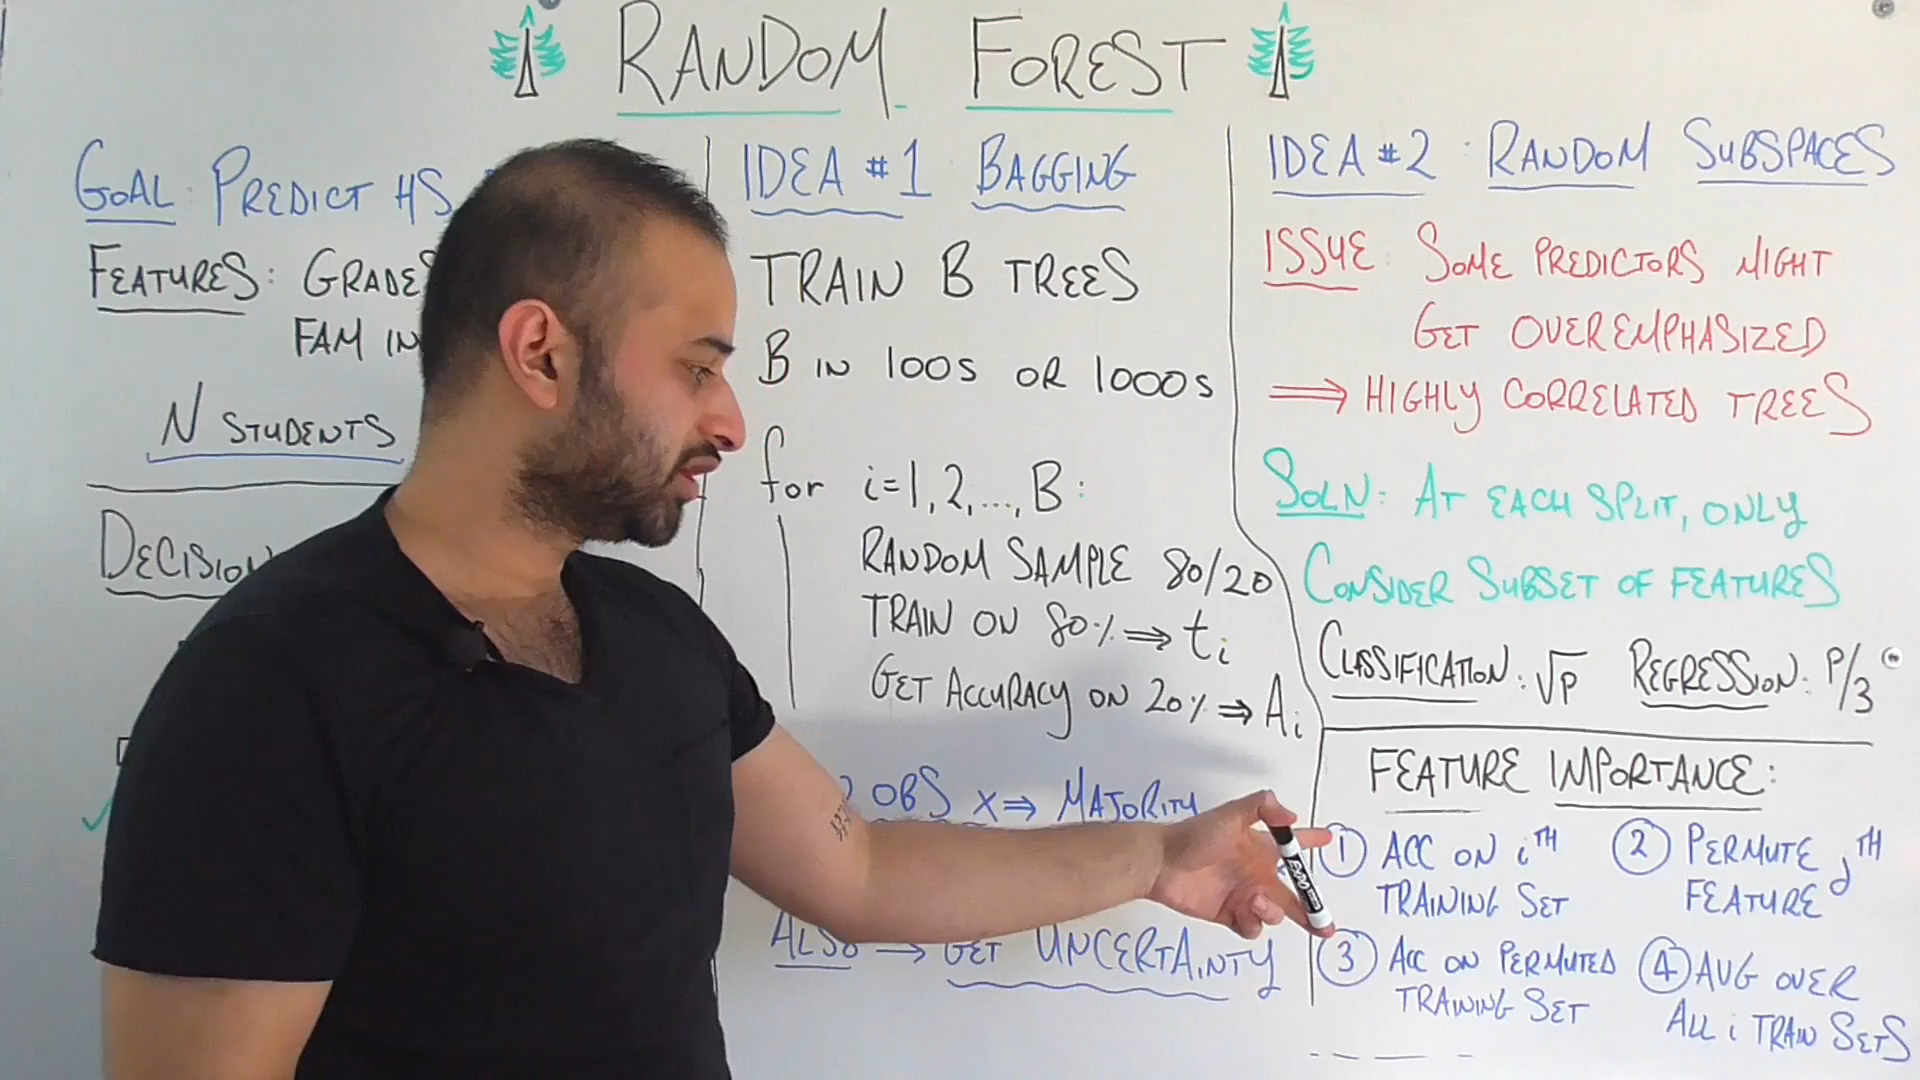 RANDOM FOREST
GOAL: PREDICT HS
FEATURES: GRADES
FAM IN
N STUDENTS
DECISION
IDEA #1: BAGGING
TRAIN B TREES
B IN 100S OR 1000S
for i=1,2,...,B:
RANDOM SAMPLE 80/20
TRAIN ON 80% ⇒ ti
GET ACCURACY ON 20% ⇒ Ai
OBS x ⇒ MAJORITY
ALSO → GET UNCERTAINTY
IDEA #2: RANDOM SUBSPACES
ISSUE: SOME PREDICTORS MIGHT
GET OVEREMPHASIZED
⇒ HIGHLY CORRELATED TREES
SOLN: AT EACH SPLIT, ONLY
CONSIDER SUBSET OF FEATURES
CLASSIFICATION: √P REGRESSION: P/3
FEATURE IMPORTANCE:
① ACC ON iTH
TRAINING SET
② PERMUTE jTH
FEATURE
③ ACC ON PERMUTED
TRAINING SET
④ AVG OVER
ALL i TRAIN SETS
EXPO